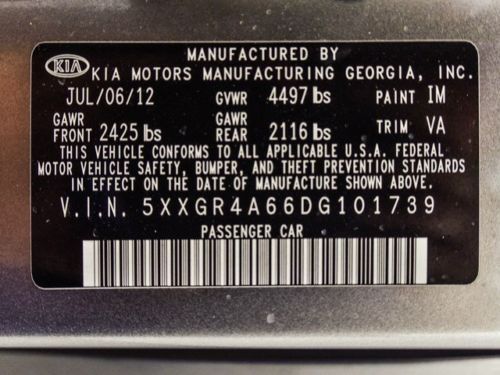 MANUFACTURED BY
KIA KIA MOTORS MANUFACTURING GEORGIA, INC.
JUL/06/12 GVWR 4497 lbs PAINT IM
GAWR FRONT 2425 lbs GAWR REAR 2116 lbs TRIM VA
THIS VEHICLE CONFORMS TO ALL APPLICABLE U.S.A. FEDERAL
MOTOR VEHICLE SAFETY, BUMPER, AND THEFT PREVENTION STANDARDS
IN EFFECT ON THE DATE OF MANUFACTURE SHOWN ABOVE.
V.I.N. 5XXGR4A66DG101739
PASSENGER CAR